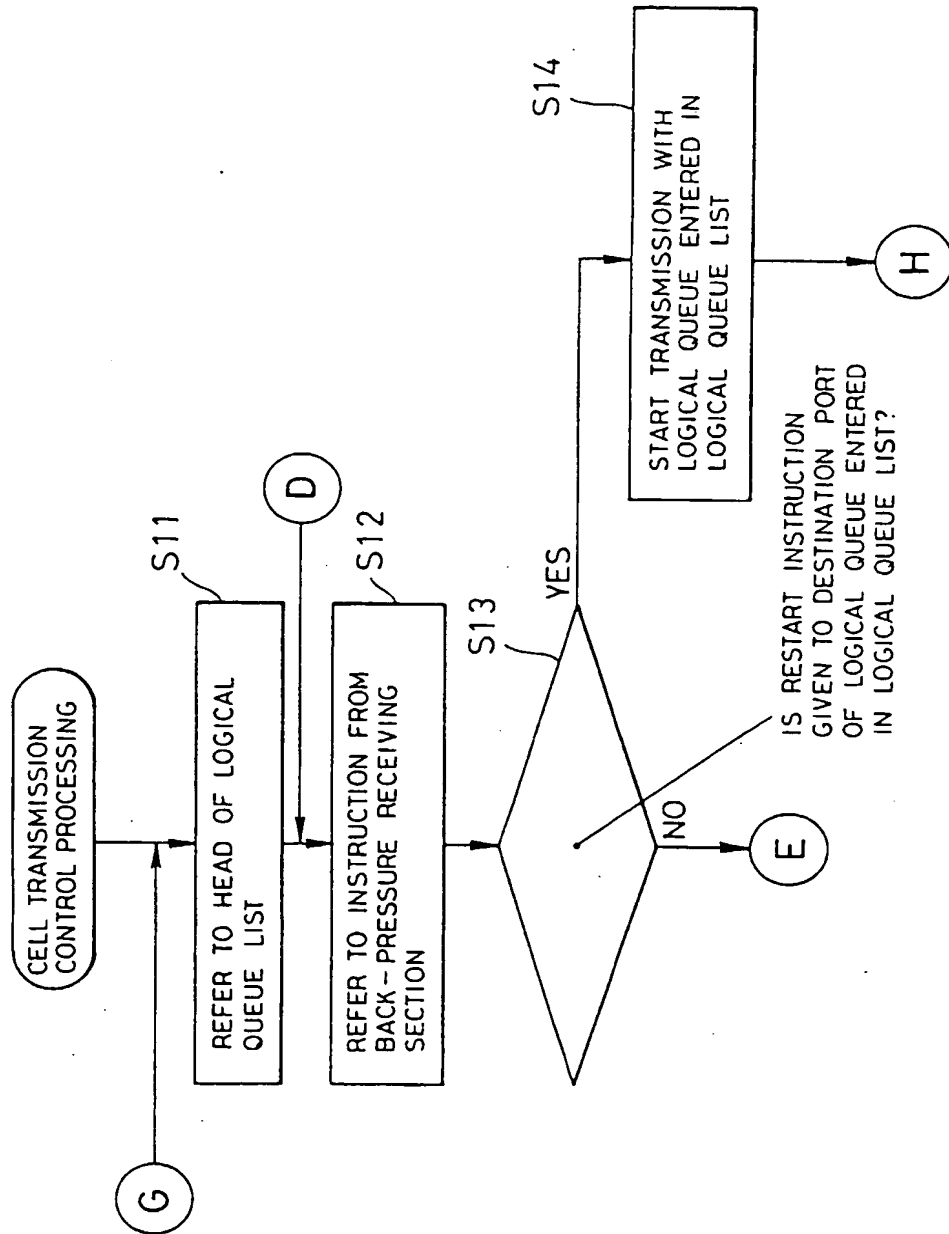 CELL TRANSMISSION
CONTROL PROCESSING
G
S11
REFER TO HEAD OF LOGICAL
QUEUE LIST
D
S12
REFER TO INSTRUCTION FROM
BACK-PRESSURE RECEIVING
SECTION
S13
YES
S14
START TRANSMISSION WITH
LOGICAL QUEUE ENTERED IN
LOGICAL QUEUE LIST
H
IS RESTART INSTRUCTION
GIVEN TO DESTINATION PORT
OF LOGICAL QUEUE ENTERED
IN LOGICAL QUEUE LIST?
NO
E